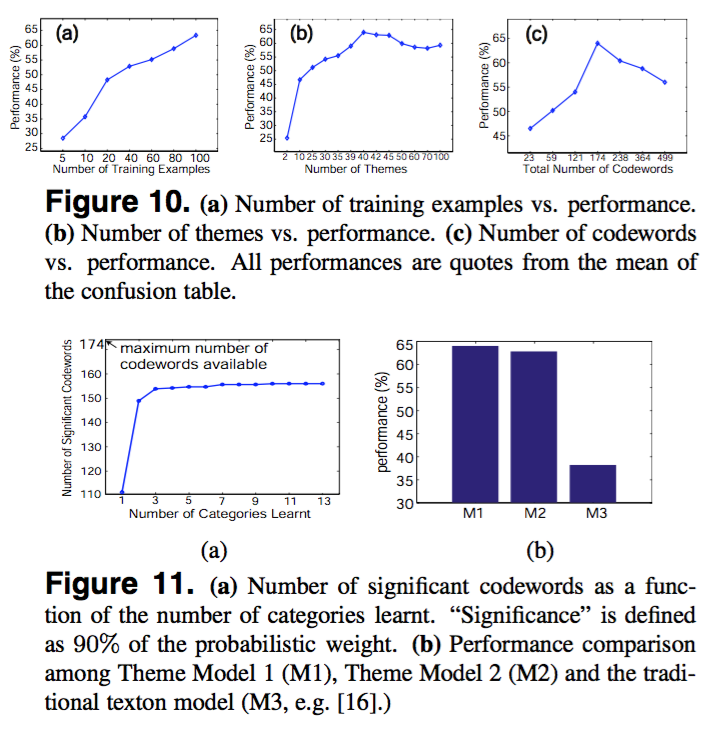 (a)
65
60
55
50
45
40
35
30
25
Performance (%)
5 10 20 40 60 80 100
Number of Training Examples
(b)
65
60
55
50
45
40
35
30
25
Performance (%)
2 10 25 30 35 39 40 42 45 50 60 70 100
Number of Themes
(c)
65
60
55
50
45
Performance (%)
23 59 121 174 238 364 499
Total Number of Codewords
Figure 10. (a) Number of training examples vs. performance.
(b) Number of themes vs. performance. (c) Number of codewords
vs. performance. All performances are quotes from the mean of
the confusion table.
174
160
150
140
130
120
110
Number of Significant Codewords
maximum number of
codewords available
1 3 5 7 9 11 13
Number of Categories Learnt
(a)
65
60
55
50
45
40
35
30
performance (%)
M1 M2 M3
(b)
Figure 11. (a) Number of significant codewords as a func-
tion of the number of categories learnt. “Significance” is defined
as 90% of the probabilistic weight. (b) Performance comparison
among Theme Model 1 (M1), Theme Model 2 (M2) and the tradi-
tional texton model (M3, e.g. [16].)